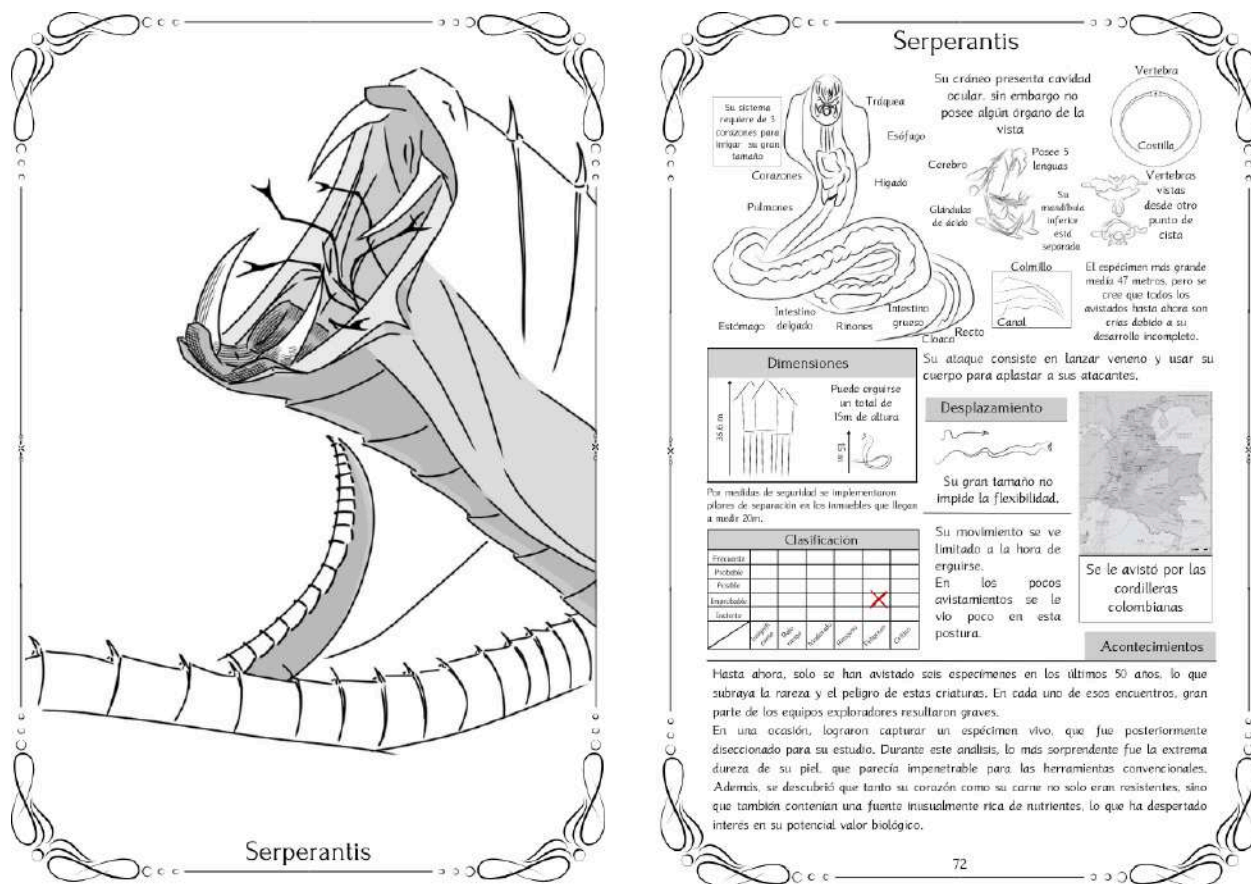 Serperantis
Serperantis
Su sistema
requiere de 3
corazones para
irrigar su gran
tamaño
Tráquea
Esófago
Corazones
Hígado
Pulmones
Estómago
Intestino
delgado
Riñones
Intestino
grueso
Cloaca
Recto
Su cráneo presenta cavidad
ocular, sin embargo no
posee algún órgano de la
vista
Vertebra
Costilla
Cerebro
Posee 5
lenguas
Glándulas
de ácido
Su
mandíbula
inferior
está
separada
Vertebras
vistas
desde otro
punto de
cista
Colmillo
Canal
El espécimen más grande
media 47 metros, pero se
cree que todos los
avistados hasta ahora son
crías debido a su
desarrollo incompleto.
Su ataque consiste en lanzar veneno y usar su
cuerpo para aplastar a sus atacantes.
Dimensiones
36.6 m
Puede erguirse
un total de
15m de altura
15 m
Por medidas de seguridad se implementaron
pilares de separación en los inmuebles que llegan
a medir 20m.
Desplazamiento
Su gran tamaño no
impide la flexibilidad.
Su movimiento se ve
limitado a la hora de
erguirse.
En los pocos
avistamientos se le
vio poco en esta
postura.
Se le avistó por las
cordilleras
colombianas
Clasificación
Frecuente
Probable
Posible
Improbable
Moderado
Crítico
Acontecimientos
Hasta ahora, solo se han avistado seis especímenes en los últimos 50 años, lo que
subraya la rareza y el peligro de estas criaturas. En cada uno de esos encuentros, gran
parte de los equipos exploradores resultaron graves.
En una ocasión, lograron capturar un espécimen vivo, que fue posteriormente
diseccionado para su estudio. Durante este análisis, lo más sorprendente fue la extrema
dureza de su piel, que parecía impenetrable para las herramientas convencionales.
Además, se descubrió que tanto su corazón como su carne no solo eran resistentes, sino
que también contenían una fuente inusualmente rica de nutrientes, lo que ha despertado
interés en su potencial valor biológico.
72